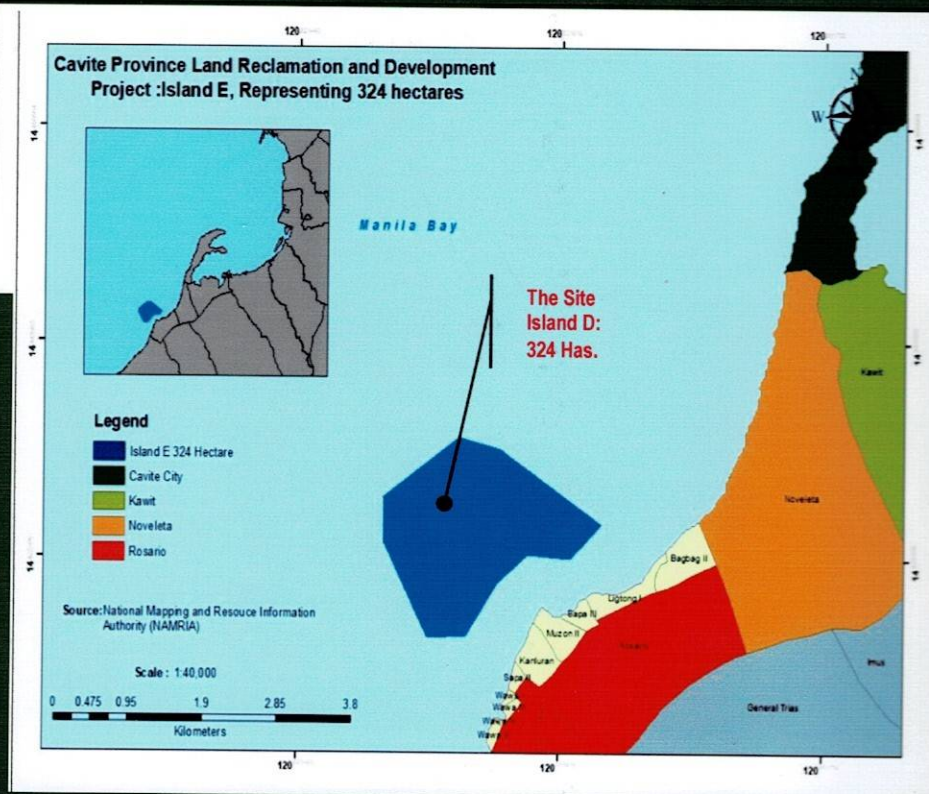 120
120
120
Cavite Province Land Reclamation and Development
Project :Island E, Representing 324 hectares
N
W
14
14
Manila Bay
The Site
Island D:
324 Has.
14
14
Kawit
Legend
Island E 324 Hectare
Cavite City
Kawit
Noveleta
Rosario
Noveleta
14
14
Bagbag II
Ligtong I
Sapa IV
Muzon II
Kanluran
Sapa II
Source:National Mapping and Resouce Information
Authority (NAMRIA)
Scale : 1:40,000
0 0.475 0.95 1.9 2.85 3.8
Kilometers
Imus
General Trias
120
120
120